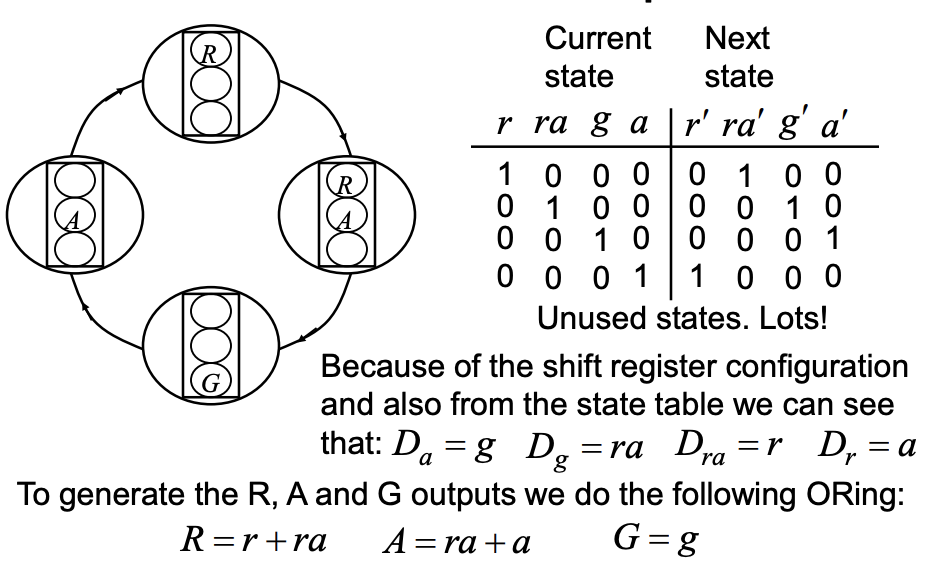 R
R
A
A
G
Current Next
state state
r ra g a r' ra' g' a'
1 0 0 0 0 1 0 0
0 1 0 0 0 0 1 0
0 0 1 0 0 0 0 1
0 0 0 1 1 0 0 0
Unused states. Lots!
Because of the shift register configuration
and also from the state table we can see
that: D_a = g D_g = ra D_ra = r D_r = a
To generate the R, A and G outputs we do the following ORing:
R = r + ra A = ra + a G = g